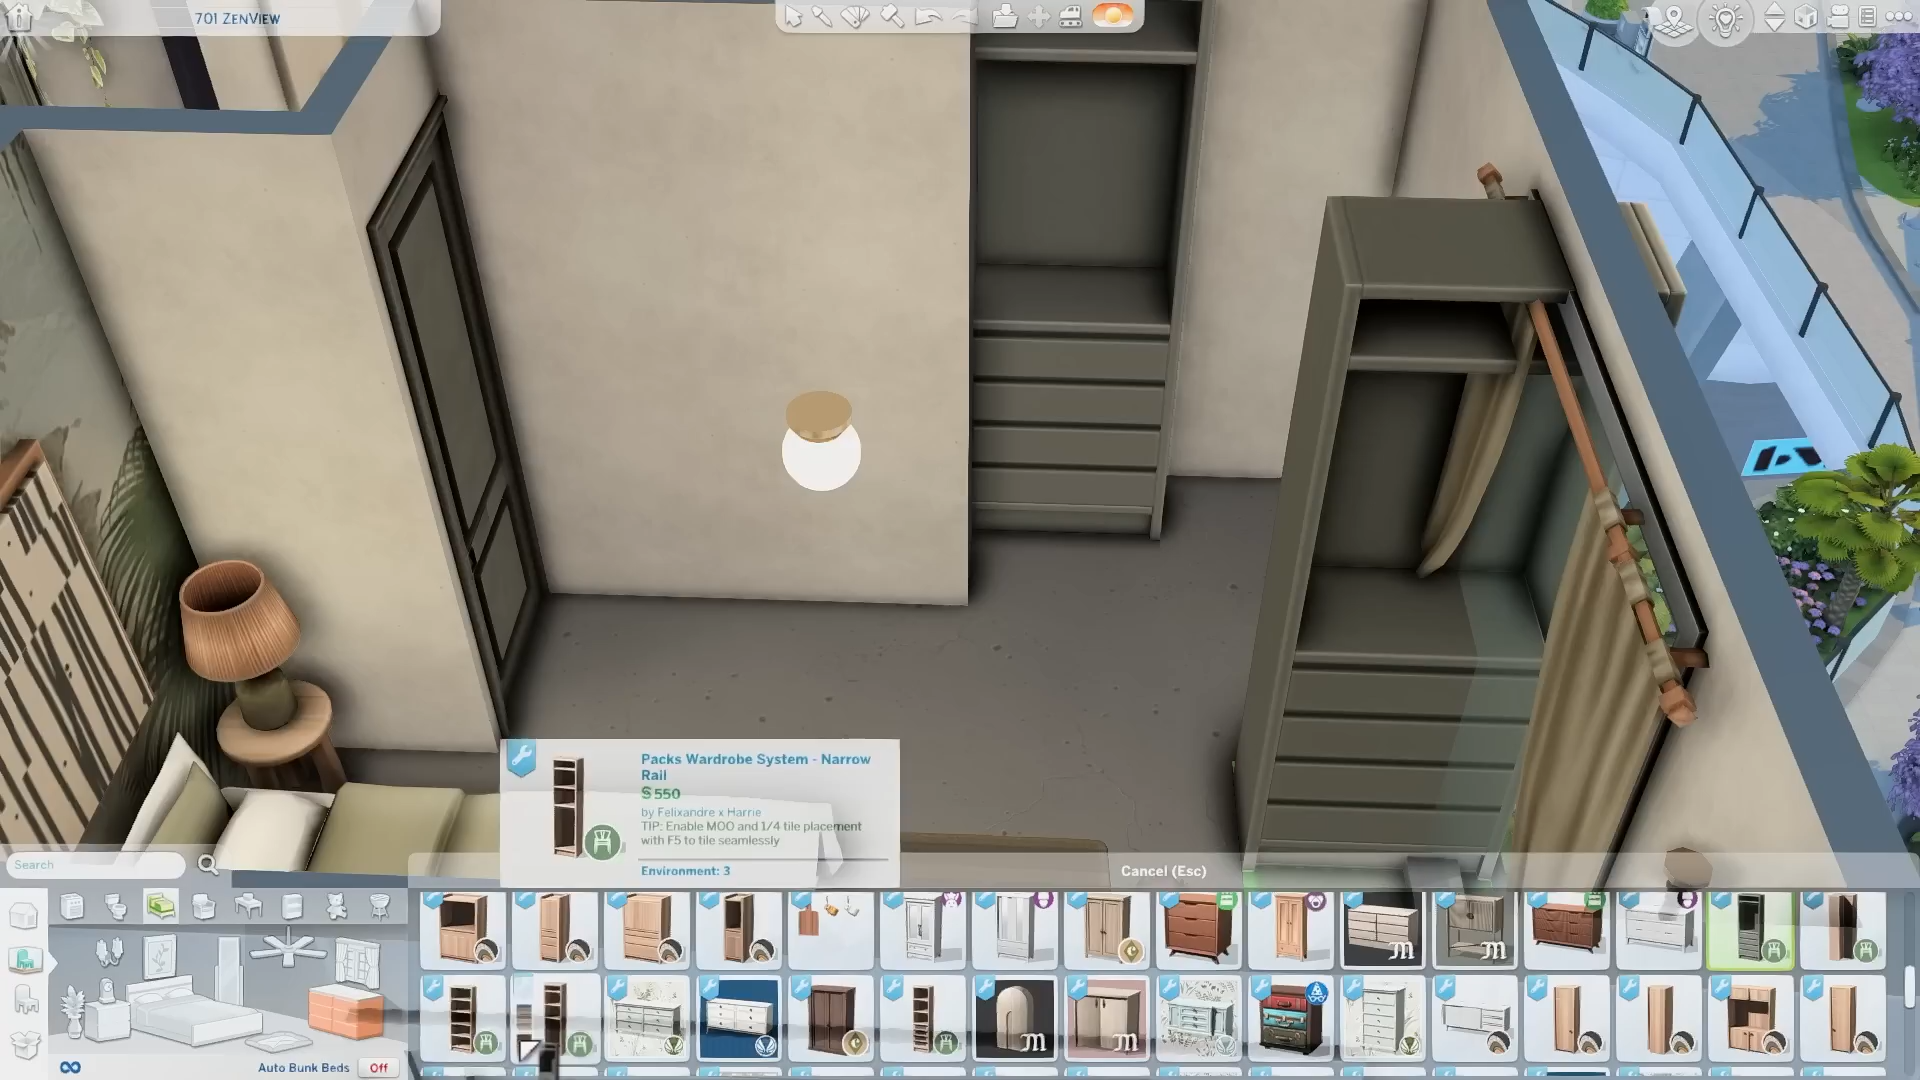 701 ZENVIEW
Packs Wardrobe System - Narrow
Rail
§550
by Felixandre x Harrie
TIP: Enable MOO and 1/4 tile placement
with F5 to tile seamlessly
Environment: 3
Cancel (Esc)
Search
Auto Bunk Beds
Off